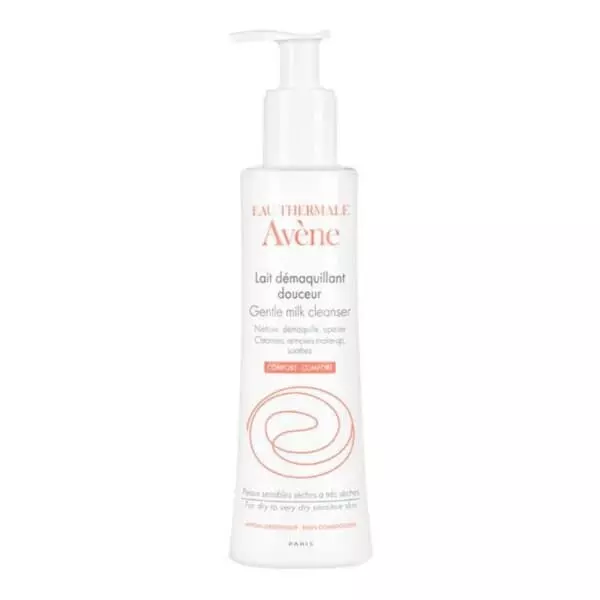 EAU THERMALE
Avène
Lait démaquillant
douceur
Gentle milk cleanser
Nettoie, démaquille, apaise
Cleanses, removes make-up,
soothes
CONFORT - COMFORT
Peaux sensibles sèches à très sèches
For dry to very dry sensitive skin
PARIS